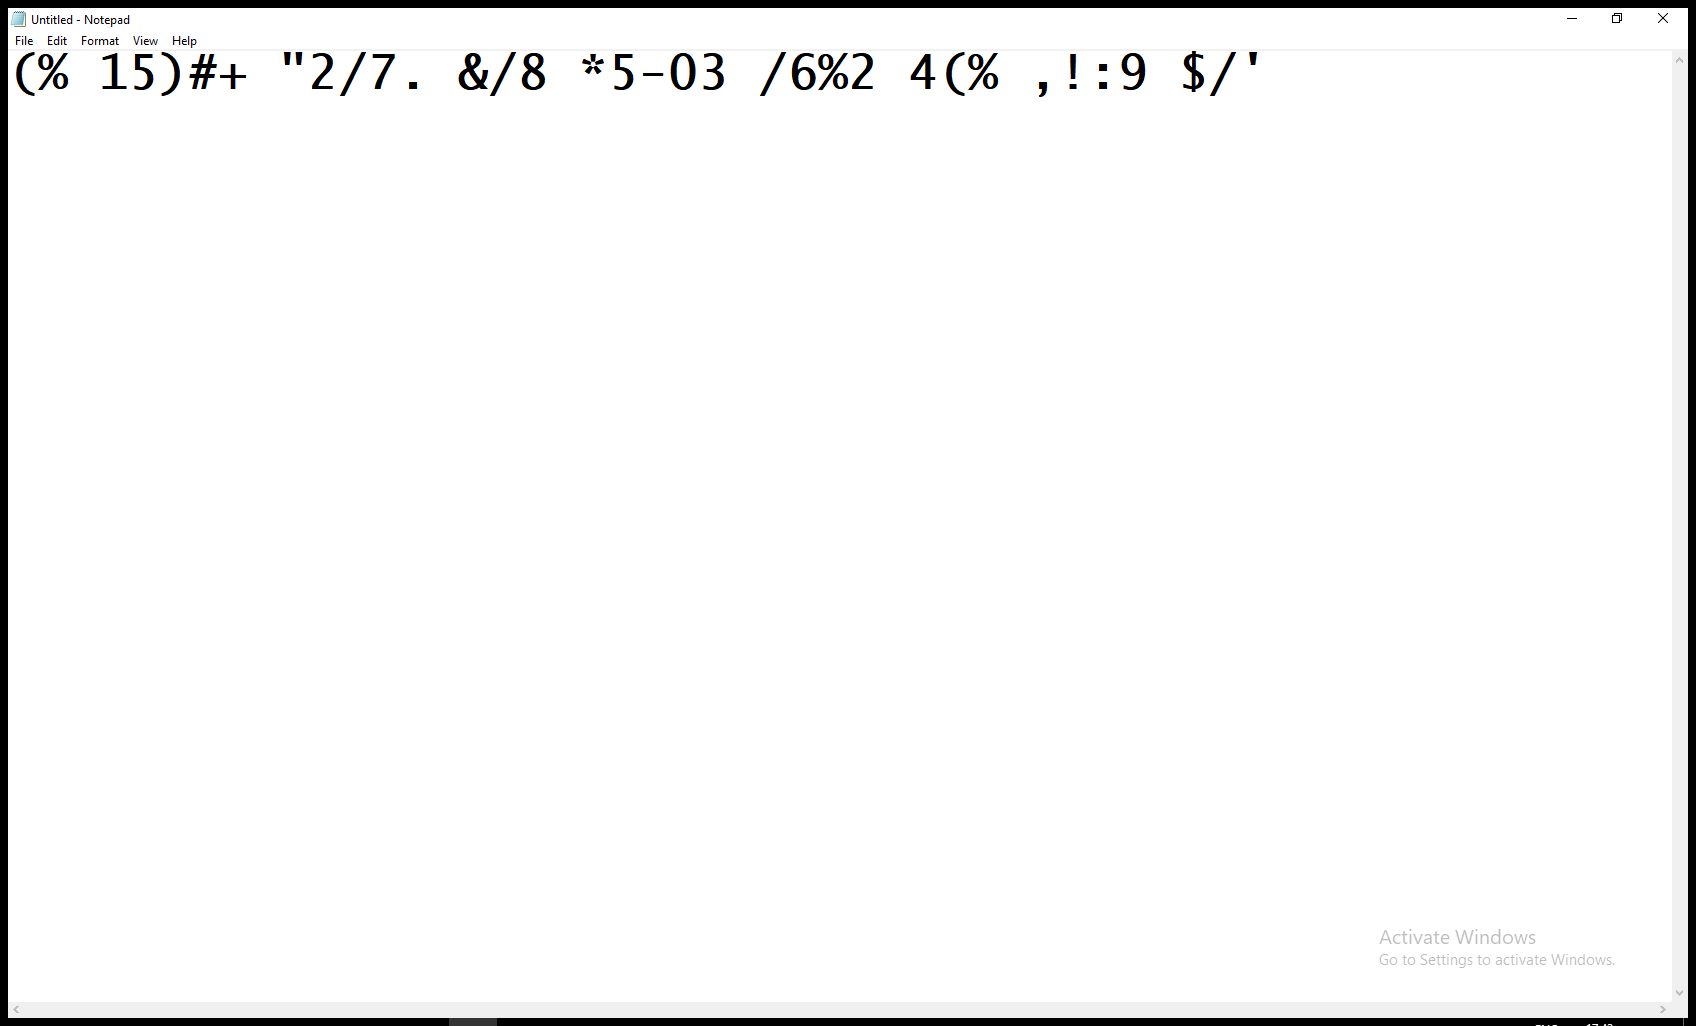 Untitled - Notepad
File Edit Format View Help
(% 15)#+ "2/7. &/8 *5-03 /6%2 4(% ,!:9 $/'
Activate Windows
Go to Settings to activate Windows.